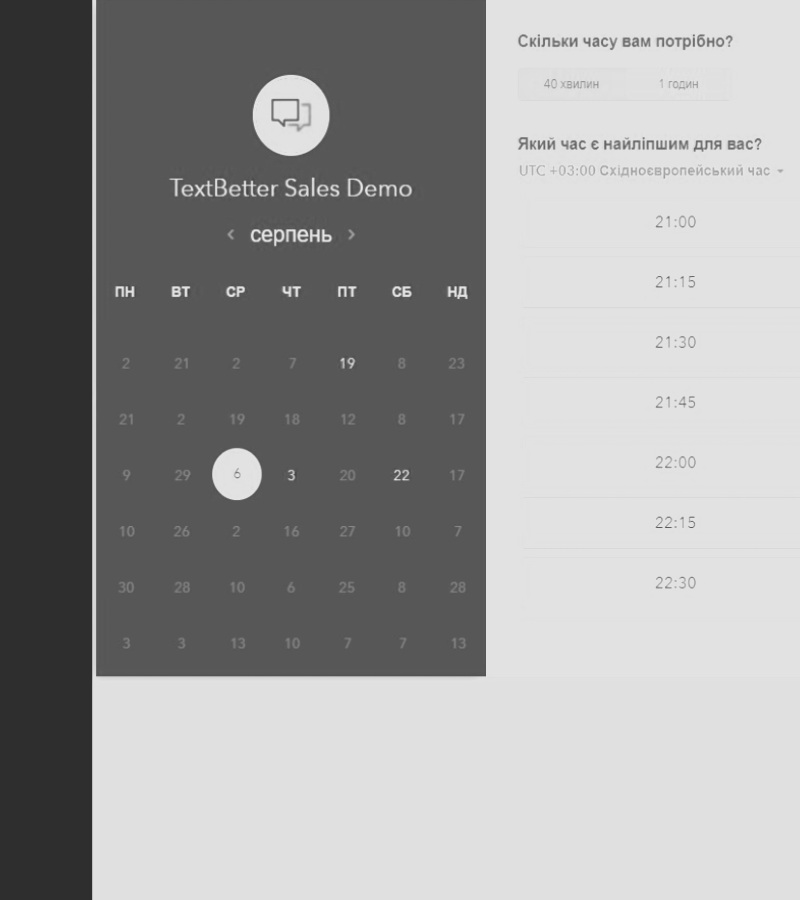 TextBetter Sales Demo
< серпень >
ПН ВТ СР ЧТ ПТ СБ НД
2 21 2 7 19 8 23
21 2 19 18 12 8 17
9 29 6 3 20 22 17
10 26 2 16 27 10 7
30 28 10 6 25 8 28
3 3 13 10 7 7 13
Скільки часу вам потрібно?
40 хвилин 1 годин
Який час є найліпшим для вас?
UTC +03:00 Східноєвропейський час
21:00
21:15
21:30
21:45
22:00
22:15
22:30